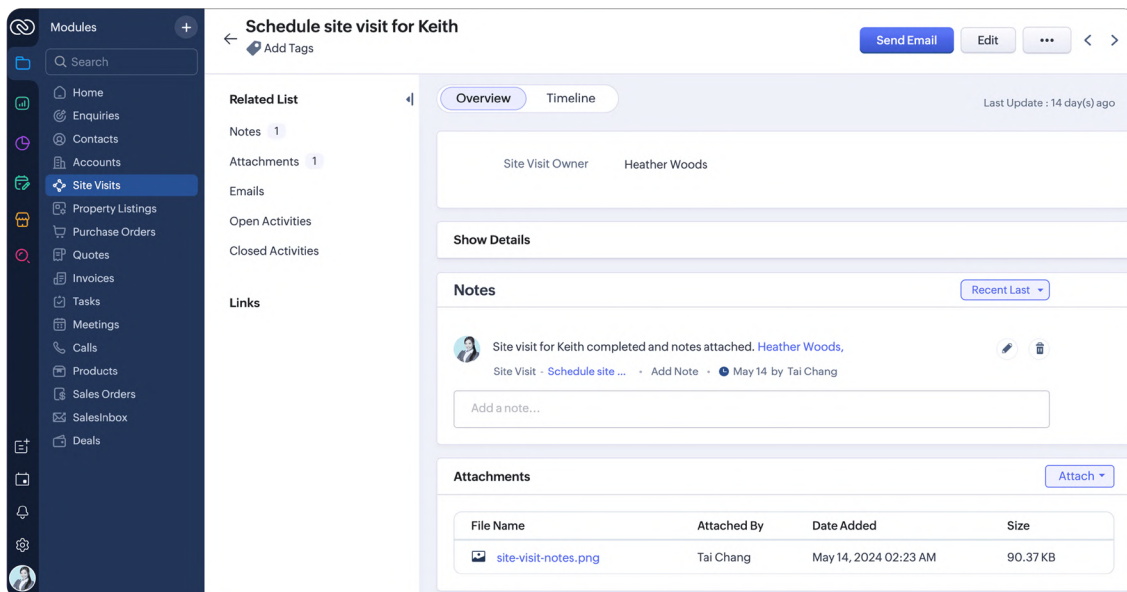 Modules
+
Search
Home
Enquiries
Contacts
Accounts
Site Visits
Property Listings
Purchase Orders
Quotes
Invoices
Tasks
Meetings
Calls
Products
Sales Orders
SalesInbox
Deals
Schedule site visit for Keith
Add Tags
Send Email
Edit
•••
Related List
Notes 1
Attachments 1
Emails
Open Activities
Closed Activities
Links
Overview
Timeline
Last Update : 14 day(s) ago
Site Visit Owner Heather Woods
Show Details
Notes
Recent Last
Site visit for Keith completed and notes attached. Heather Woods,
Site Visit - Schedule site ... • Add Note • May 14 by Tai Chang
Add a note...
Attachments
Attach
File Name Attached By Date Added Size
site-visit-notes.png Tai Chang May 14, 2024 02:23 AM 90.37 KB